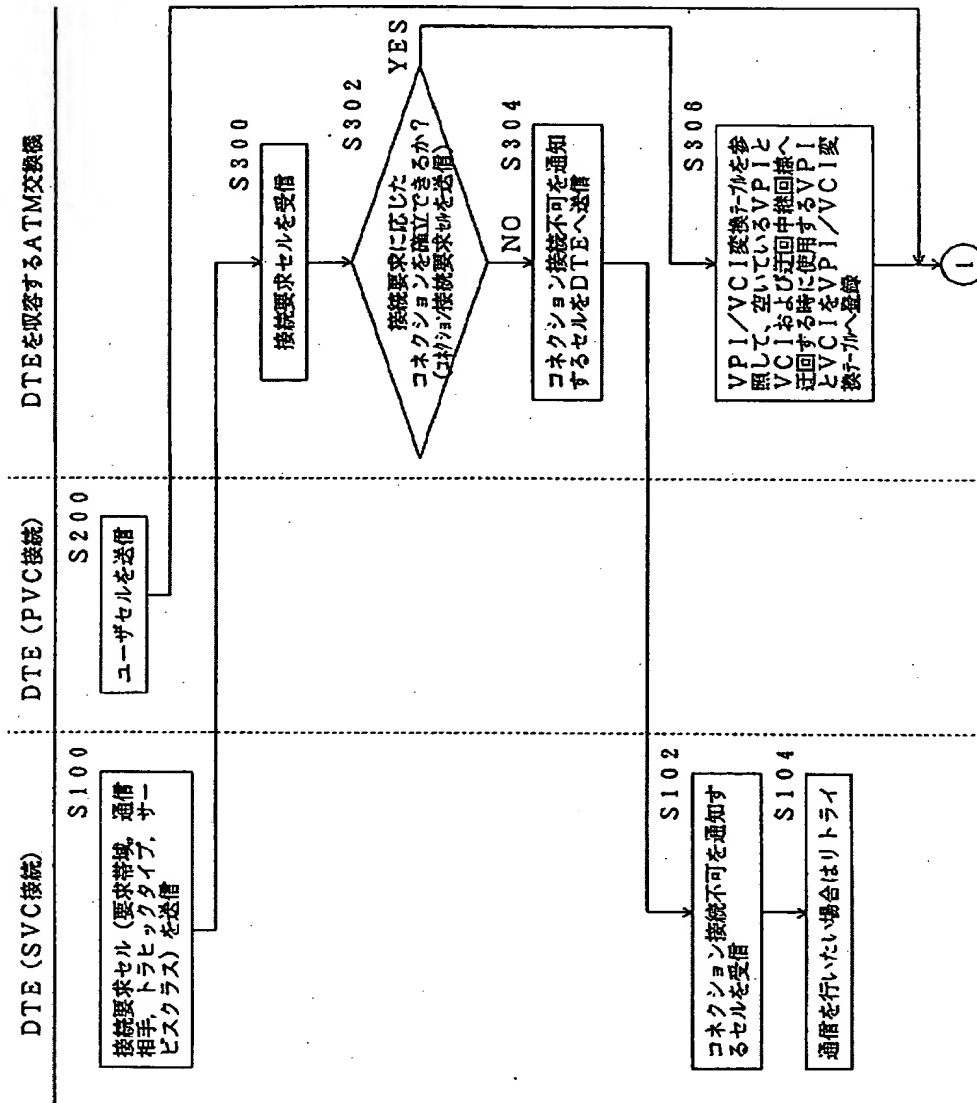 DTE(SVC接続)
DTE(PVC接続)
DTEを収容するATM交換機
S100
接続要求セル(要求帯域,通信
相手,トラヒックタイプ,サー
ビスクラス)を送信
S200
ユーザセルを送信
S300
接続要求セルを受信
S302
接続要求に応じた
コネクションを確立できるか?
(コネクション接続要求セルを送信)
YES
NO
S304
コネクション接続不可を通知
するセルをDTEへ送信
S306
VPI/VCI変換テーブルを参
照して、空いているVPIと
VCIおよび迂回中継回線へ
迂回する時に使用するVPI
とVCIをVPI/VCI変
換テーブルへ登録
S102
コネクション接続不可を通知す
るセルを受信
S104
通信を行いたい場合はリトライ
1